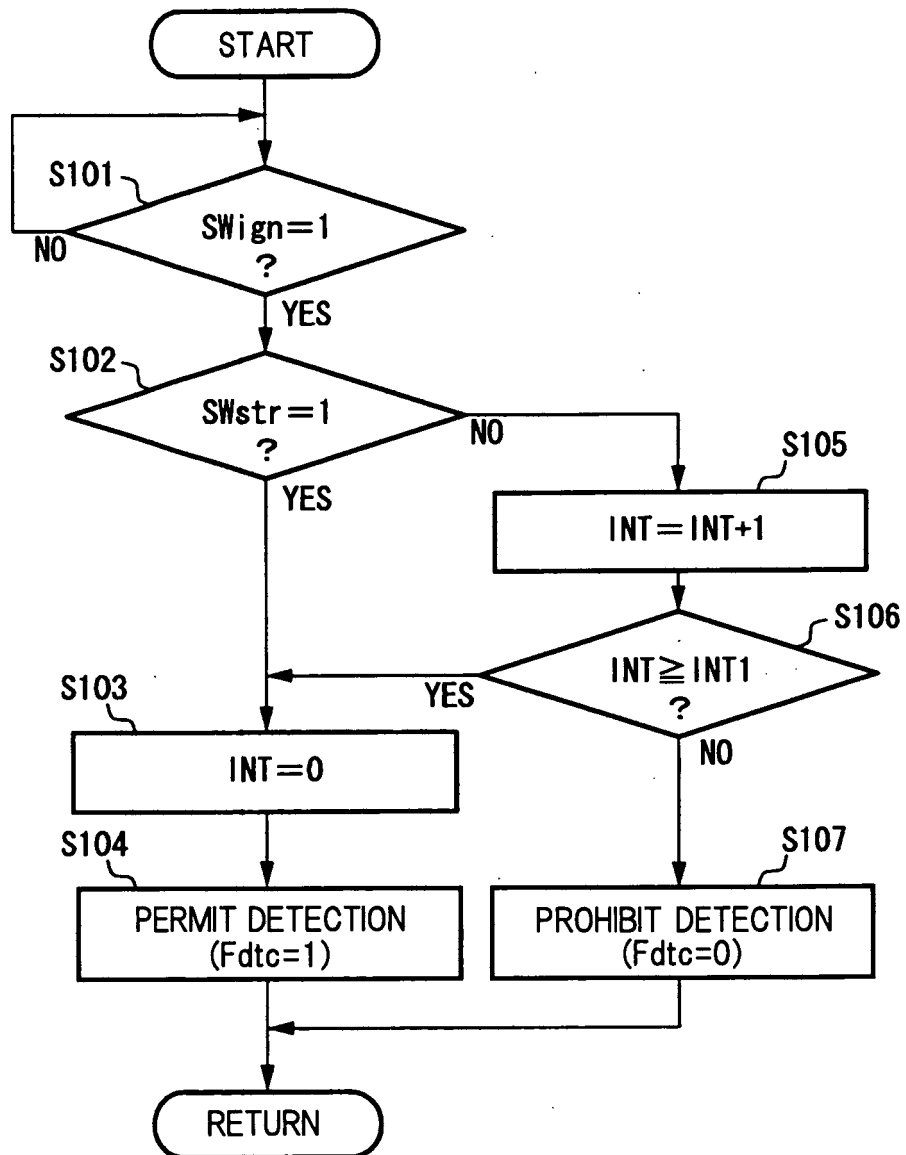 START
S101
SWign=1
?
NO
YES
S102
SWstr=1
?
NO
YES
S105
INT=INT+1
S106
INT≧INT1
?
YES
NO
S103
INT=0
S104
PERMIT DETECTION
(Fdtc=1)
S107
PROHIBIT DETECTION
(Fdtc=0)
RETURN